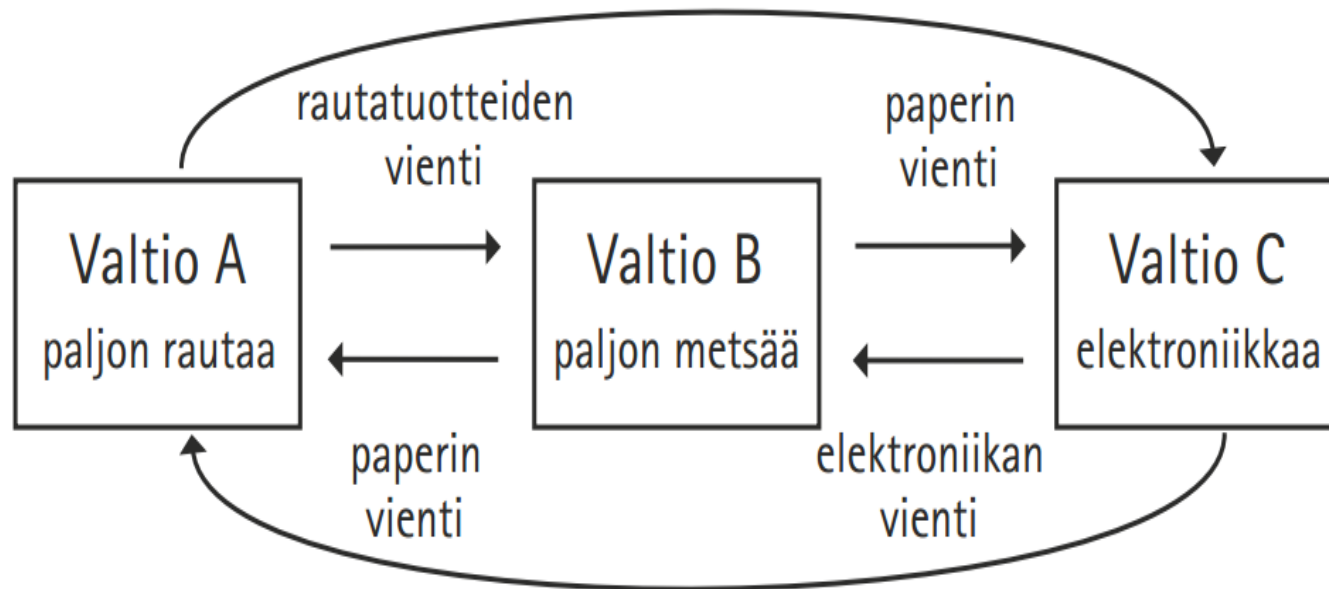 rautatuotteiden
vienti
paperin
vienti
Valtio A
paljon rautaa
Valtio B
paljon metsää
Valtio C
elektroniikkaa
paperin
vienti
elektroniikan
vienti